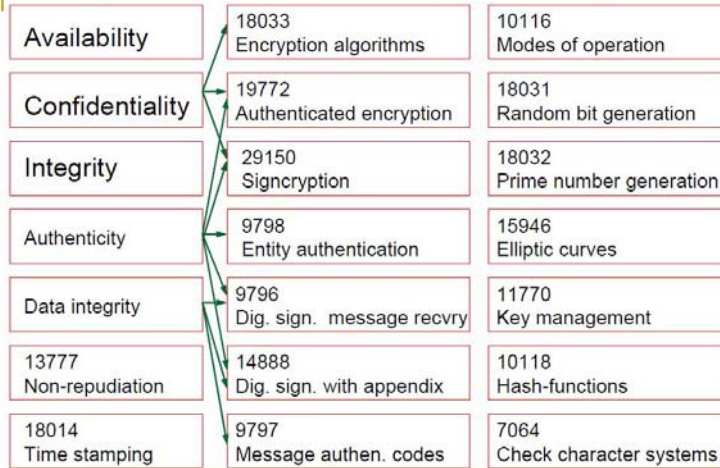 Availability
18033
Encryption algorithms
10116
Modes of operation
Confidentiality
19772
Authenticated encryption
18031
Random bit generation
Integrity
29150
Signcryption
18032
Prime number generation
Authenticity
9798
Entity authentication
15946
Elliptic curves
Data integrity
9796
Dig. sign. message recvry
11770
Key management
13777
Non-repudiation
14888
Dig. sign. with appendix
10118
Hash-functions
18014
Time stamping
9797
Message authen. codes
7064
Check character systems